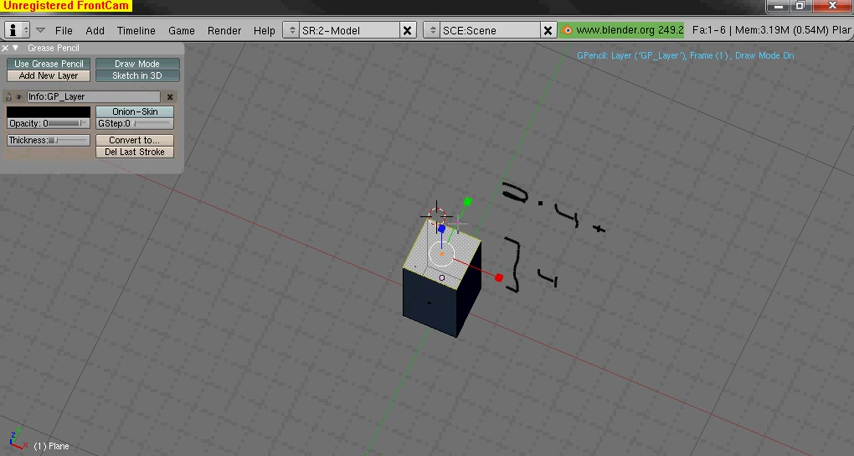 Unregistered FrontCam
File Add Timeline Game Render Help SR:2-Model SCE:Scene www.blender.org 249.2 Fa:1-6 | Mem:3.19M (0.54M) Plar
Grease Pencil
GPencil: Layer ("GP_Layer"), Frame (1), Draw Mode On
Use Grease Pencil Draw Mode
Add New Layer Sketch in 3D
Info:GP_Layer
Onion-Skin
Opacity: 0 GStep:0
Thickness: Convert to...
Del Last Stroke
4
(1) Plane